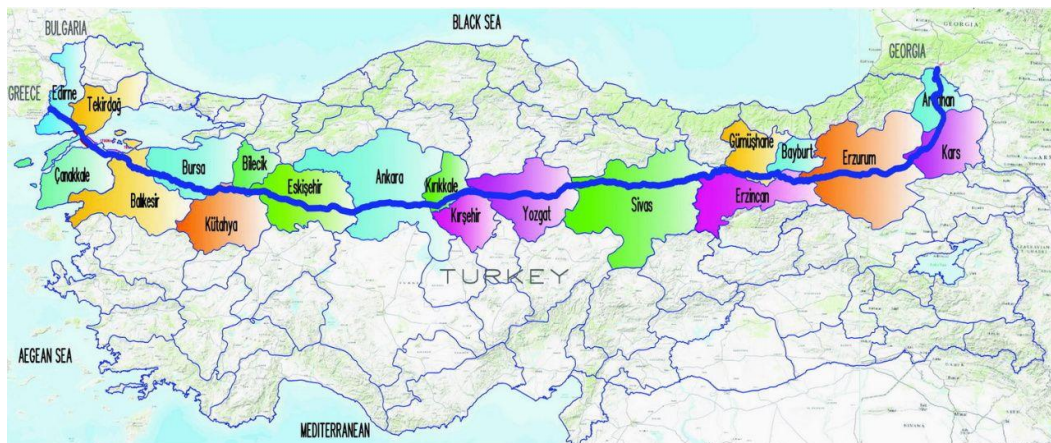 BLACK SEA
BULGARIA
GEORGIA
GEORGIA
GREECE
Edirne
Tekirdağ
Ardahan
Gümüşhane
Bayburt
Erzurum
Kars
Çanakkale
Bursa
Bilecik
Eskişehir
Ankara
Kırıkkale
Balıkesir
Kütahya
Kırşehir
Yozgat
Sivas
Erzincan
TURKEY
AEGEAN SEA
MEDITERRANEAN